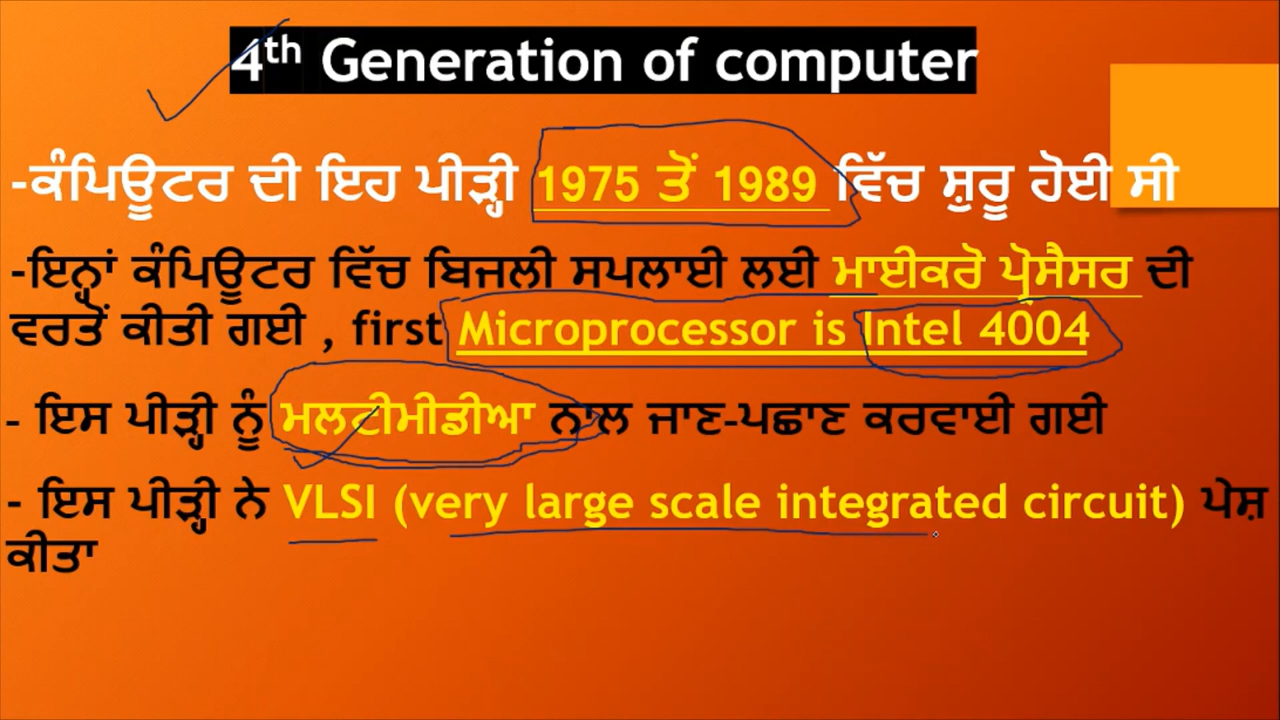 4th Generation of computer
-ਕੰਪਿਊਟਰ ਦੀ ਇਹ ਪੀੜ੍ਹੀ 1975 ਤੋਂ 1989 ਵਿੱਚ ਸ਼ੁਰੂ ਹੋਈ ਸੀ
-ਇਨ੍ਹਾਂ ਕੰਪਿਊਟਰ ਵਿੱਚ ਬਿਜਲੀ ਸਪਲਾਈ ਲਈ ਮਾਈਕਰੋ ਪ੍ਰੋਸੈਸਰ ਦੀ
ਵਰਤੋਂ ਕੀਤੀ ਗਈ , first Microprocessor is Intel 4004
- ਇਸ ਪੀੜ੍ਹੀ ਨੂੰ ਮਲਟੀਮੀਡੀਆ ਨਾਲ ਜਾਣ-ਪਛਾਣ ਕਰਵਾਈ ਗਈ
- ਇਸ ਪੀੜ੍ਹੀ ਨੇ VLSI (very large scale integrated circuit) ਪੇਸ਼
ਕੀਤਾ